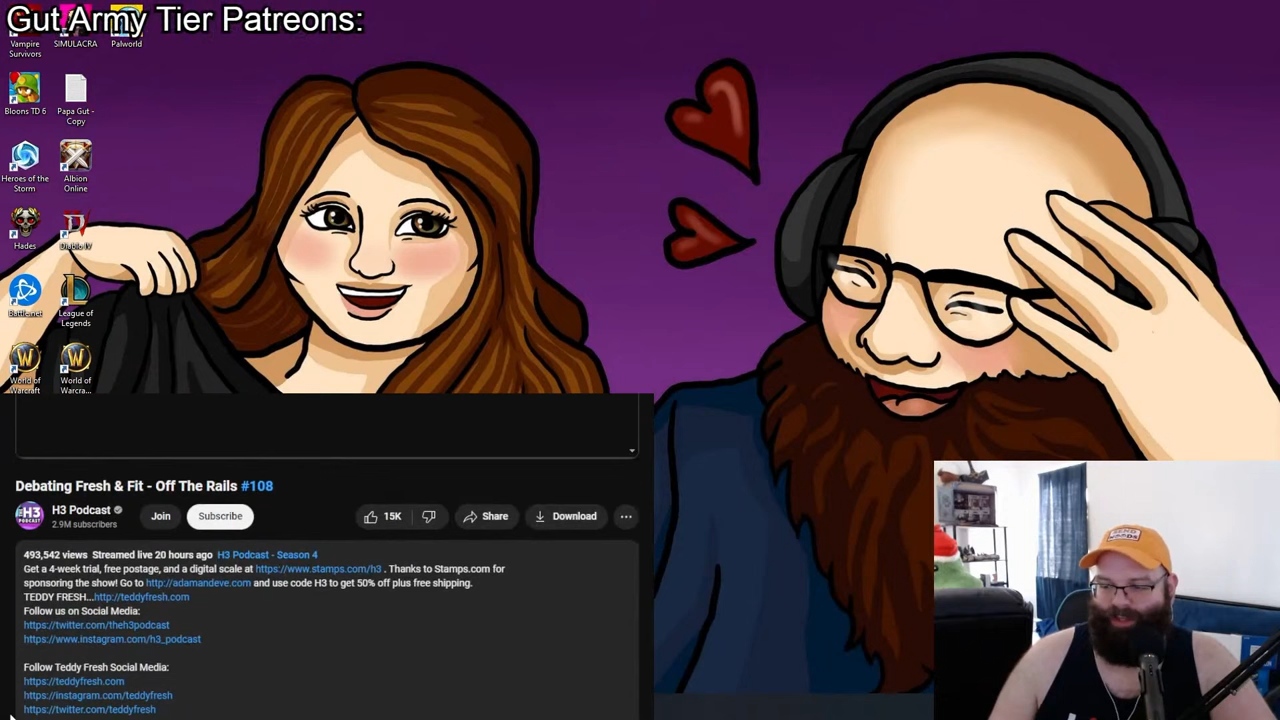 Gut Army Tier Patreons:
Vampire
Survivors
SIMULACRA
Palworld
Bloons TD 6
Papa Gut -
Copy
Heroes of the
Storm
Albion
Online
Hades
Diablo IV
Battle.net
League of
Legends
World of
Warcraft
World of
Warcra...
Debating Fresh & Fit - Off The Rails #108
H3 Podcast
2.9M subscribers
Join
Subscribe
15K
Share
Download
493,542 views Streamed live 20 hours ago H3 Podcast - Season 4
Get a 4-week trial, free postage, and a digital scale at https://www.stamps.com/h3 . Thanks to Stamps.com for
sponsoring the show! Go to http://adamandeve.com and use code H3 to get 50% off plus free shipping.
TEDDY FRESH...http://teddyfresh.com
Follow us on Social Media:
https://twitter.com/theh3podcast
https://www.instagram.com/h3_podcast
Follow Teddy Fresh Social Media:
https://teddyfresh.com
https://instagram.com/teddyfresh
https://twitter.com/teddyfresh